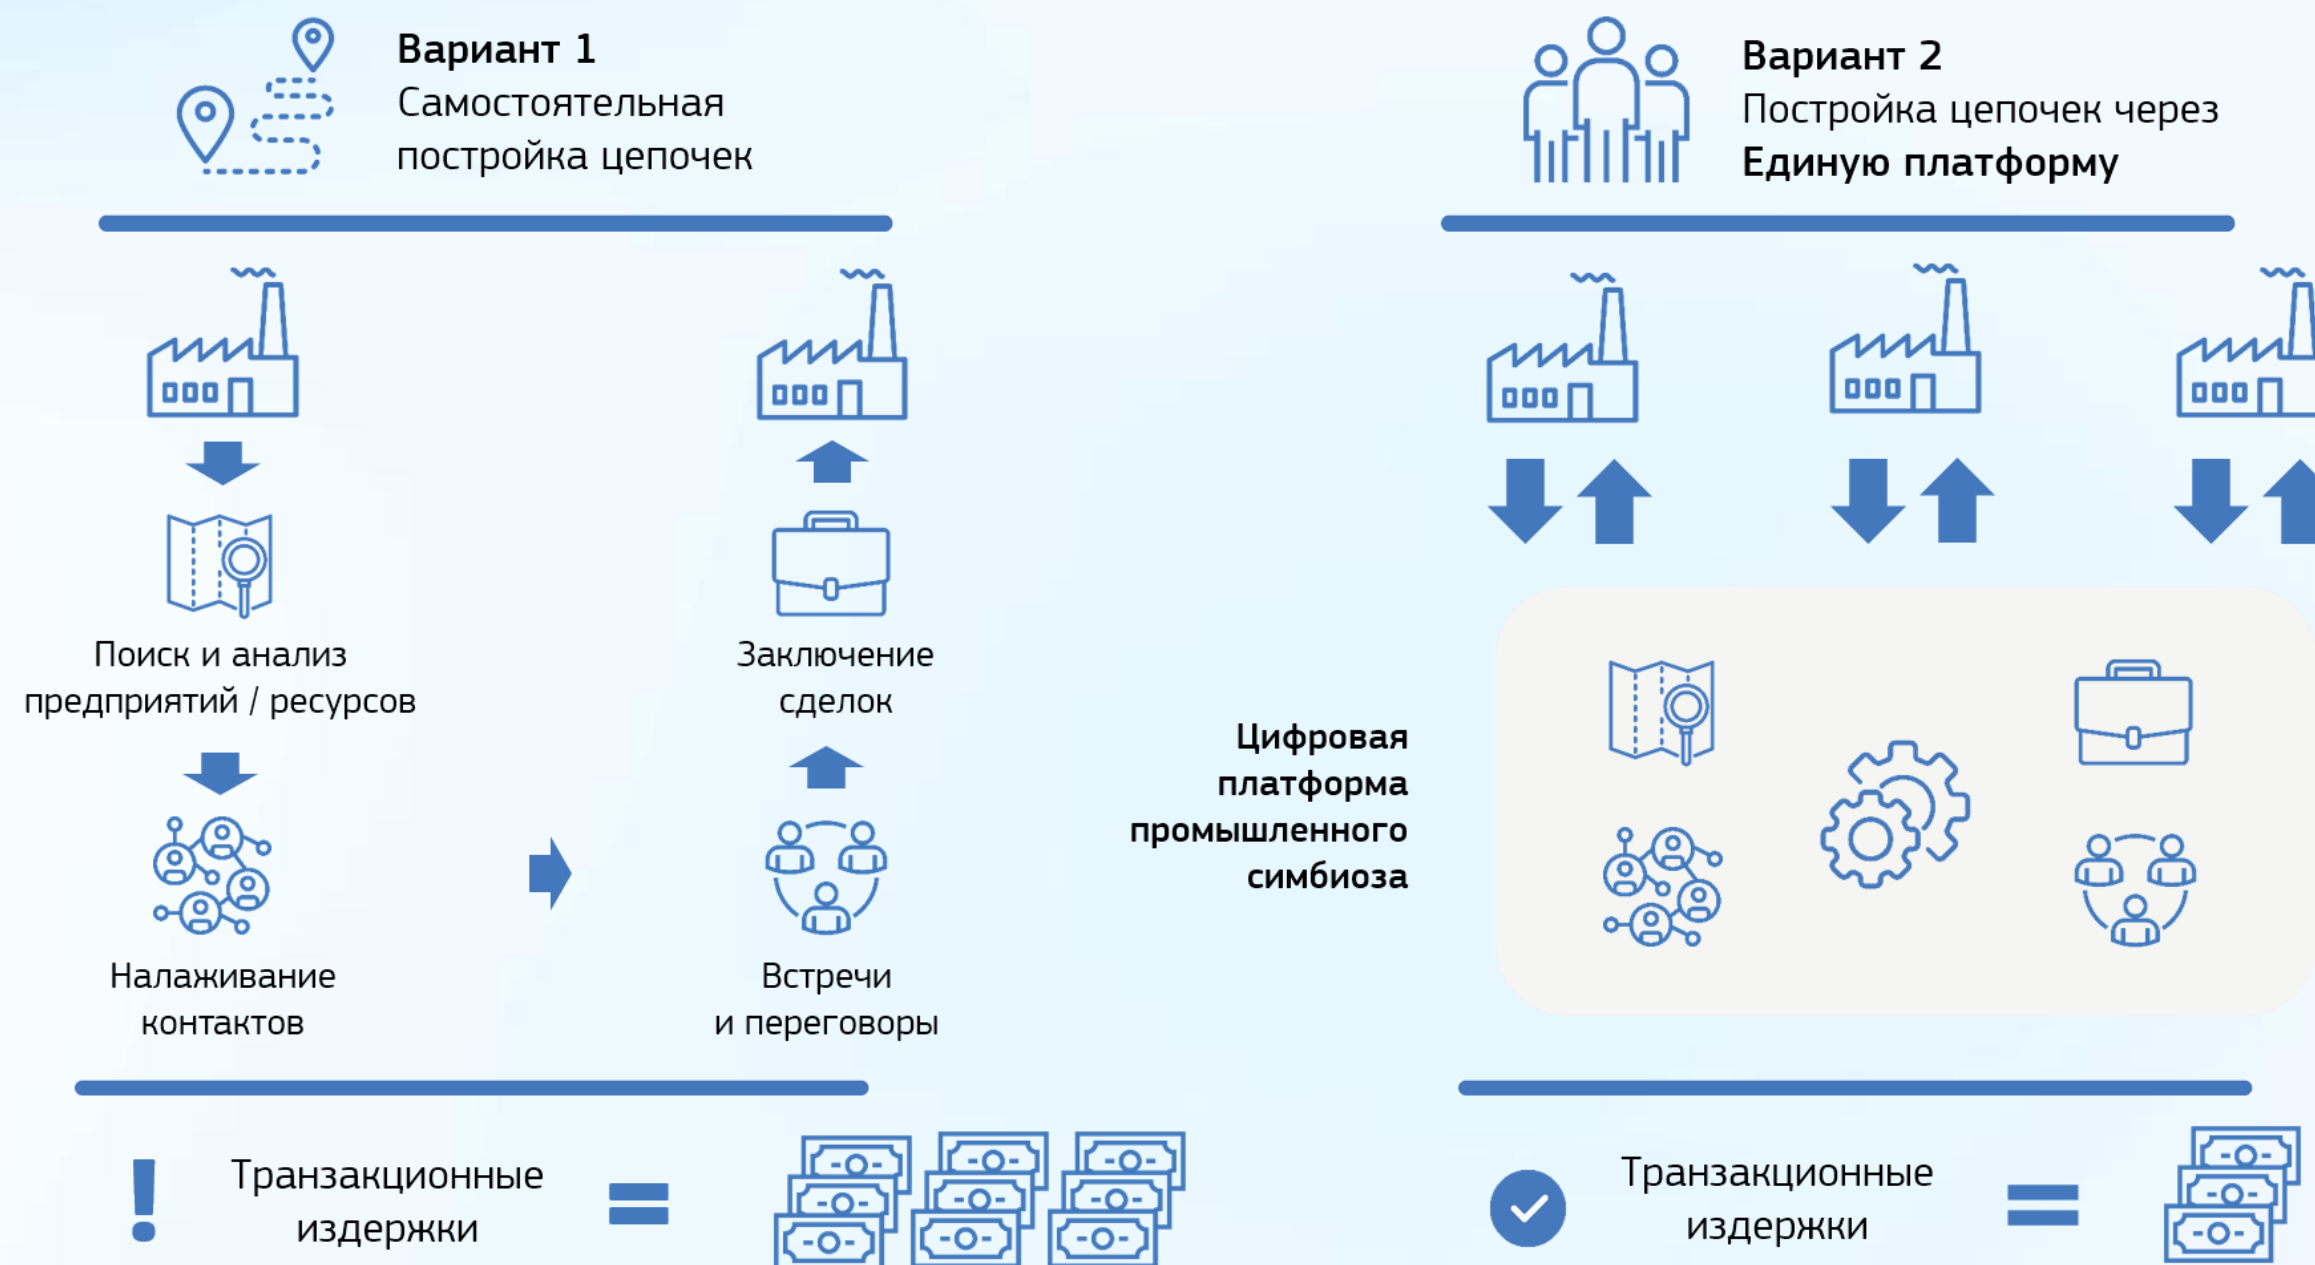 Вариант 1
Самостоятельная
постройка цепочек
Поиск и анализ
предприятий / ресурсов
Налаживание
контактов
Встречи
и переговоры
Заключение
сделок
Транзакционные
издержки
Вариант 2
Постройка цепочек через
Единую платформу
Цифровая
платформа
промышленного
симбиоза
Транзакционные
издержки